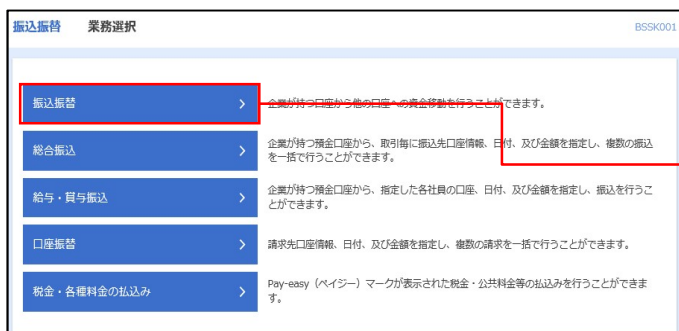 振込振替 業務選択 BSSK001
振込振替
企業が持つ口座から他の口座への資金移動を行うことができます。
総合振込
企業が持つ預金口座から、取引毎に振込先口座情報、日付、及び金額を指定し、複数の振込
を一括で行うことができます。
給与・賞与振込
企業が持つ預金口座から、指定した各社員の口座、日付、及び金額を指定し、振込を行うこ
とができます。
口座振替
請求先口座情報、日付、及び金額を指定し、複数の請求を一括で行うことができます。
税金・各種料金の払込み
Pay-easy（ペイジー）マークが表示された税金・公共料金等の払込みを行うことができま
す。